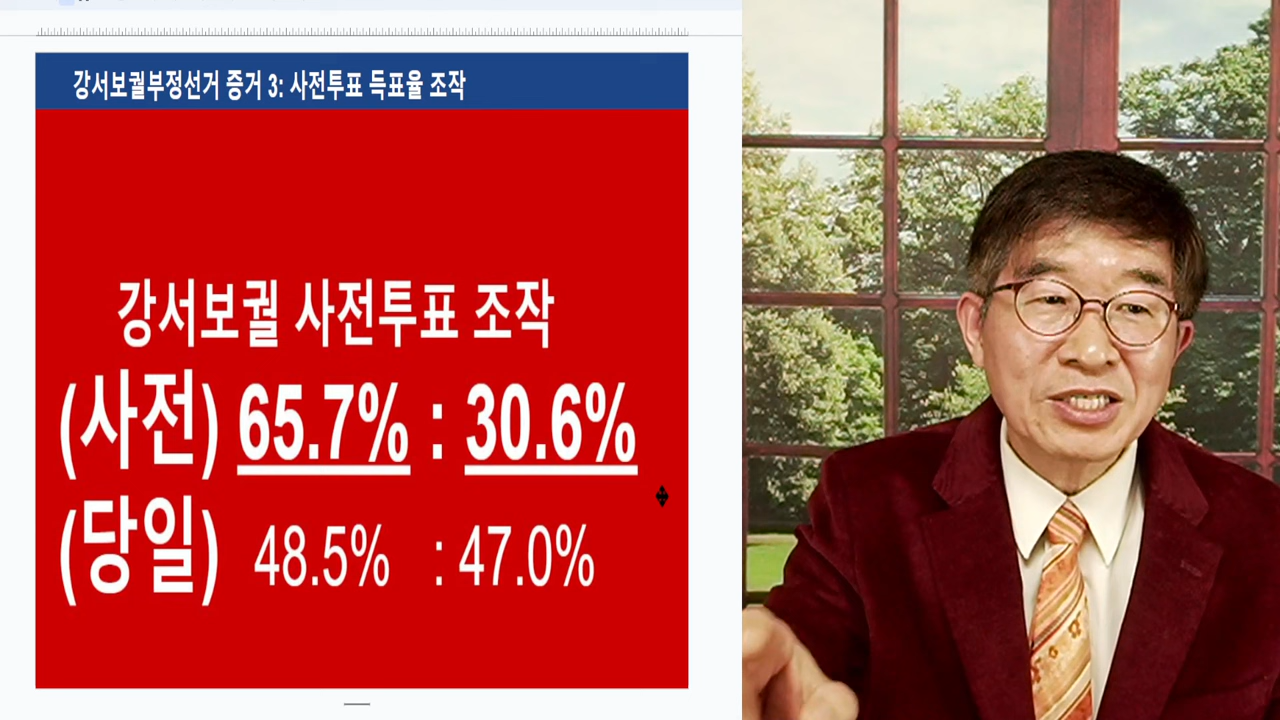 강서보궐부정선거 증거 3: 사전투표 득표율 조작
강서보궐 사전투표 조작
(사전) 65.7% : 30.6%
(당일) 48.5% : 47.0%